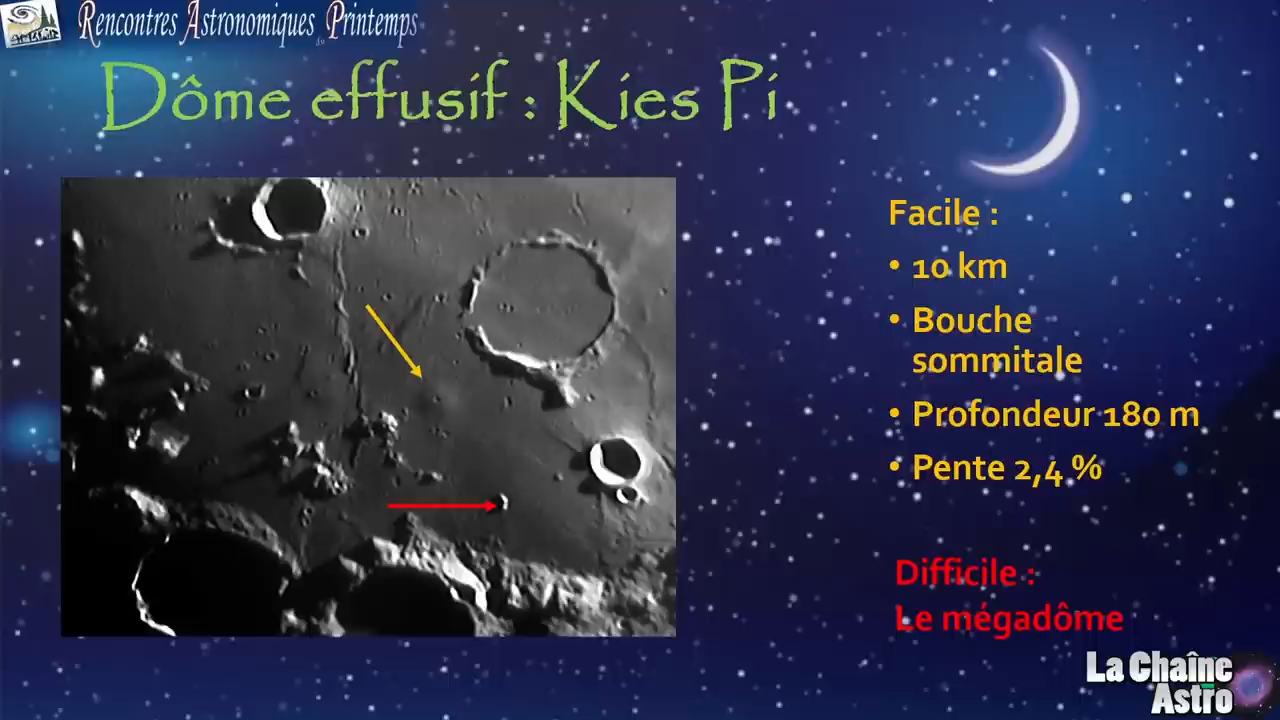 Rencontres Astronomiques du Printemps
Dôme effusif : Kies Pi
Facile :
• 10 km
• Bouche
sommitale
• Profondeur 180 m
• Pente 2,4 %
Difficile :
Le mégadôme
La Chaîne
Astro